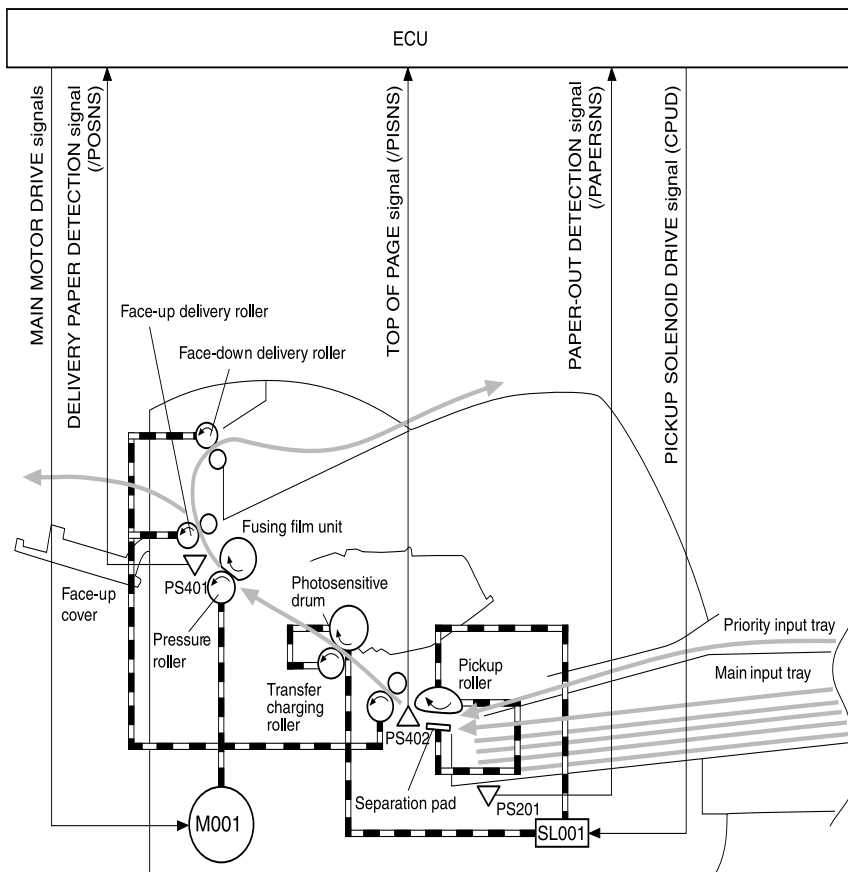 ECU
MAIN MOTOR DRIVE signals
DELIVERY PAPER DETECTION signal
(/POSNS)
TOP OF PAGE signal (/PISNS)
PAPER-OUT DETECTION signal
(/PAPERSNS)
PICKUP SOLENOID DRIVE signal (CPUD)
Face-up delivery roller
Face-down delivery roller
Fusing film unit
PS401
Face-up
cover
Pressure
roller
Photosensitive
drum
Transfer
charging
roller
Pickup
roller
Priority input tray
Main input tray
PS402
Separation pad
PS201
M001
SL001